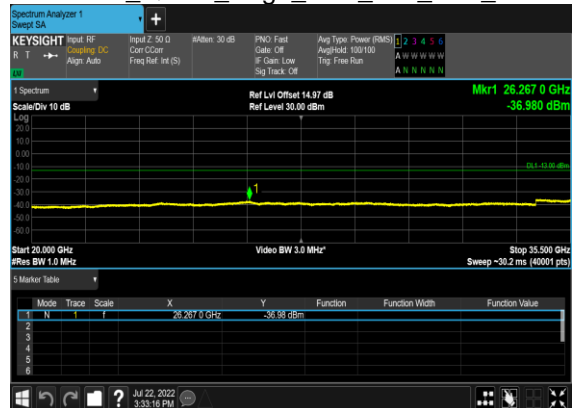 Spectrum Analyzer 1
Swept SA
KEYSIGHT Input: RF Input Z: 50 Ω #Atten: 30 dB PNO: Fast Avg Type: Power (RMS) 1 2 3 4 5 6
R T Coupling: DC Corr CCorr Gate: Off Avg|Hold: 100/100 A W W W W W
Align: Auto Freq Ref: Int (S) IF Gain: Low Trig: Free Run
Sig Track: Off A N N N N N
1 Spectrum Ref Lvl Offset 14.97 dB Mkr1 26.267 0 GHz
Scale/Div 10 dB Ref Level 30.00 dBm -36.980 dBm
Log
20.0
10.0
0.00
-10.0 DL1 -13.00 dBm
-20.0
-30.0 1
-40.0
-50.0
-60.0
Start 20.000 GHz Video BW 3.0 MHz* Stop 35.500 GHz
#Res BW 1.0 MHz Sweep ~30.2 ms (40001 pts)
5 Marker Table
Mode Trace Scale X Y Function Function Width Function Value
1 N 1 f 26.267 0 GHz -36.98 dBm
2
3
4
5
6
? Jul 22, 2022
3:33:16 PM